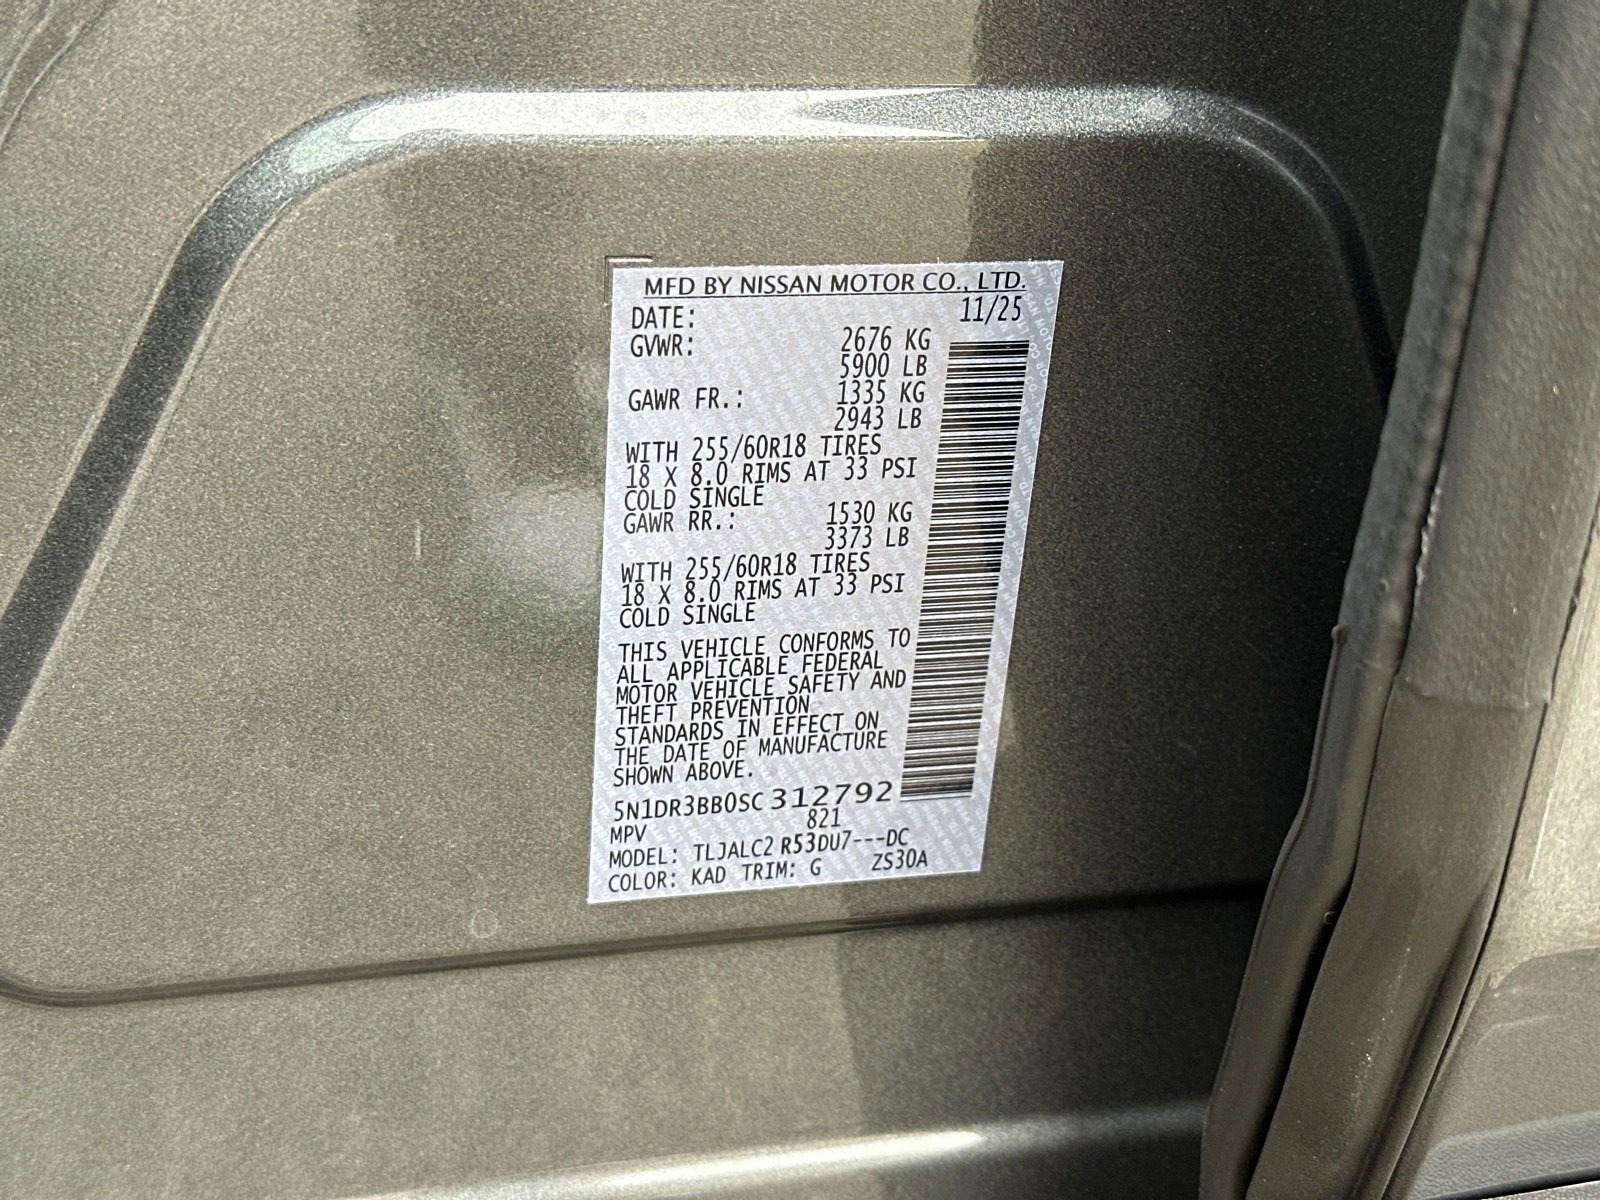 MFD BY NISSAN MOTOR CO., LTD.
DATE: 11/25
GVWR: 2676 KG
5900 LB
GAWR FR.: 1335 KG
2943 LB
WITH 255/60R18 TIRES
18 X 8.0 RIMS AT 33 PSI
COLD SINGLE
GAWR RR.: 1530 KG
3373 LB
WITH 255/60R18 TIRES
18 X 8.0 RIMS AT 33 PSI
COLD SINGLE
THIS VEHICLE CONFORMS TO
ALL APPLICABLE FEDERAL
MOTOR VEHICLE SAFETY AND
THEFT PREVENTION
STANDARDS IN EFFECT ON
THE DATE OF MANUFACTURE
SHOWN ABOVE.
5N1DR3BB0SC312792
MPV 821
MODEL: TLJALC2 R53DU7---DC
COLOR: KAD TRIM: G ZS30A